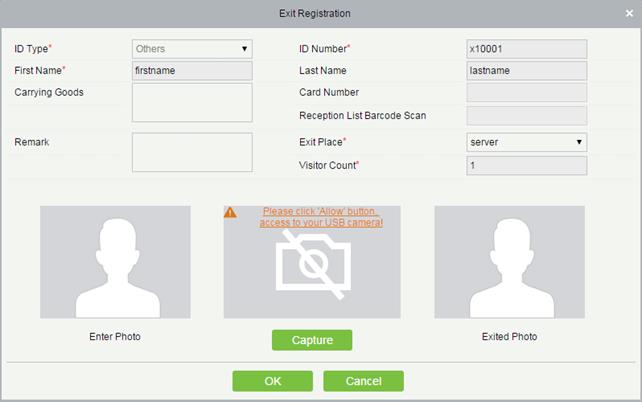 Exit Registration
ID Type* Others ID Number* x10001
First Name* firstname Last Name lastname
Carrying Goods Card Number
Reception List Barcode Scan
Remark Exit Place* server
Visitor Count* 1
Please click 'Allow' button,
access to your USB camera!
Enter Photo Capture Exited Photo
OK Cancel